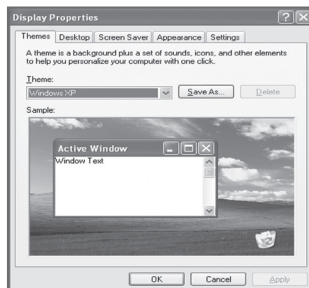 Display Properties
Themes Desktop Screen Saver Appearance Settings
A theme is a background plus a set of sounds, icons, and other elements
to help you personalize your computer with one click.
Theme:
Windows XP Save As... Delete
Sample:
Active Window
Window Text
OK Cancel Apply